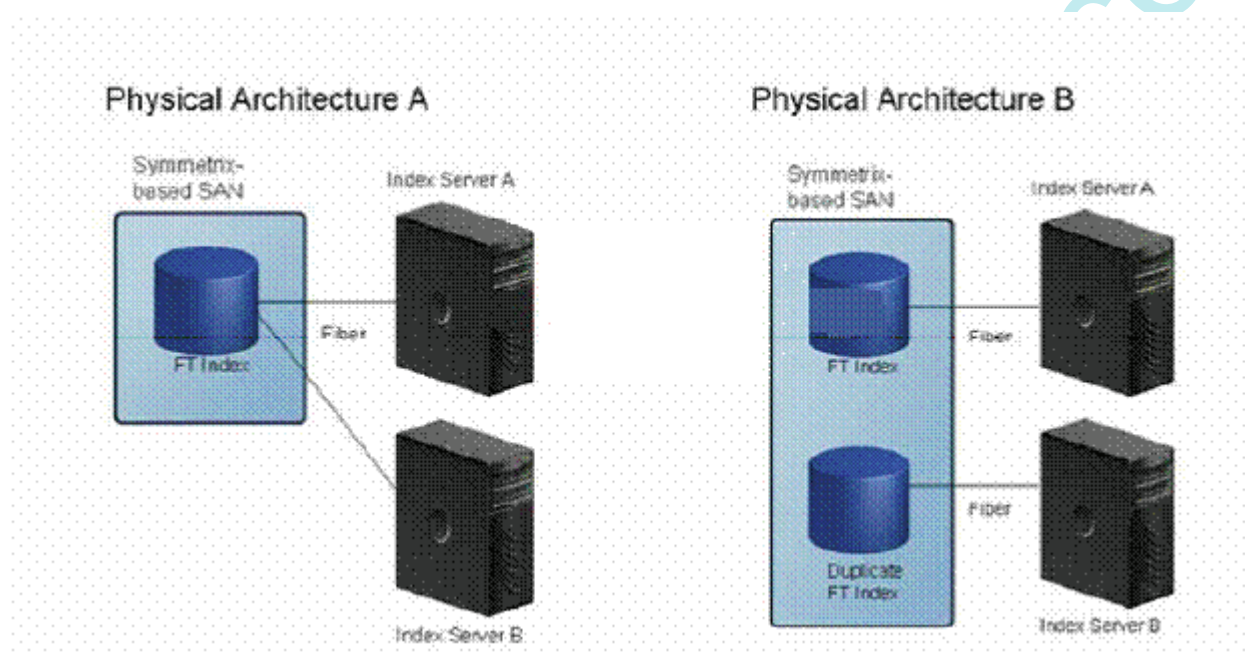 Physical Architecture A
Symmetrix-
based SAN
Index Server A
Fiber
FT Index
Index Server B
Physical Architecture B
Symmetrix-
based SAN
Index Server A
Fiber
FT Index
Fiber
Duplicate
FT Index
Index Server B